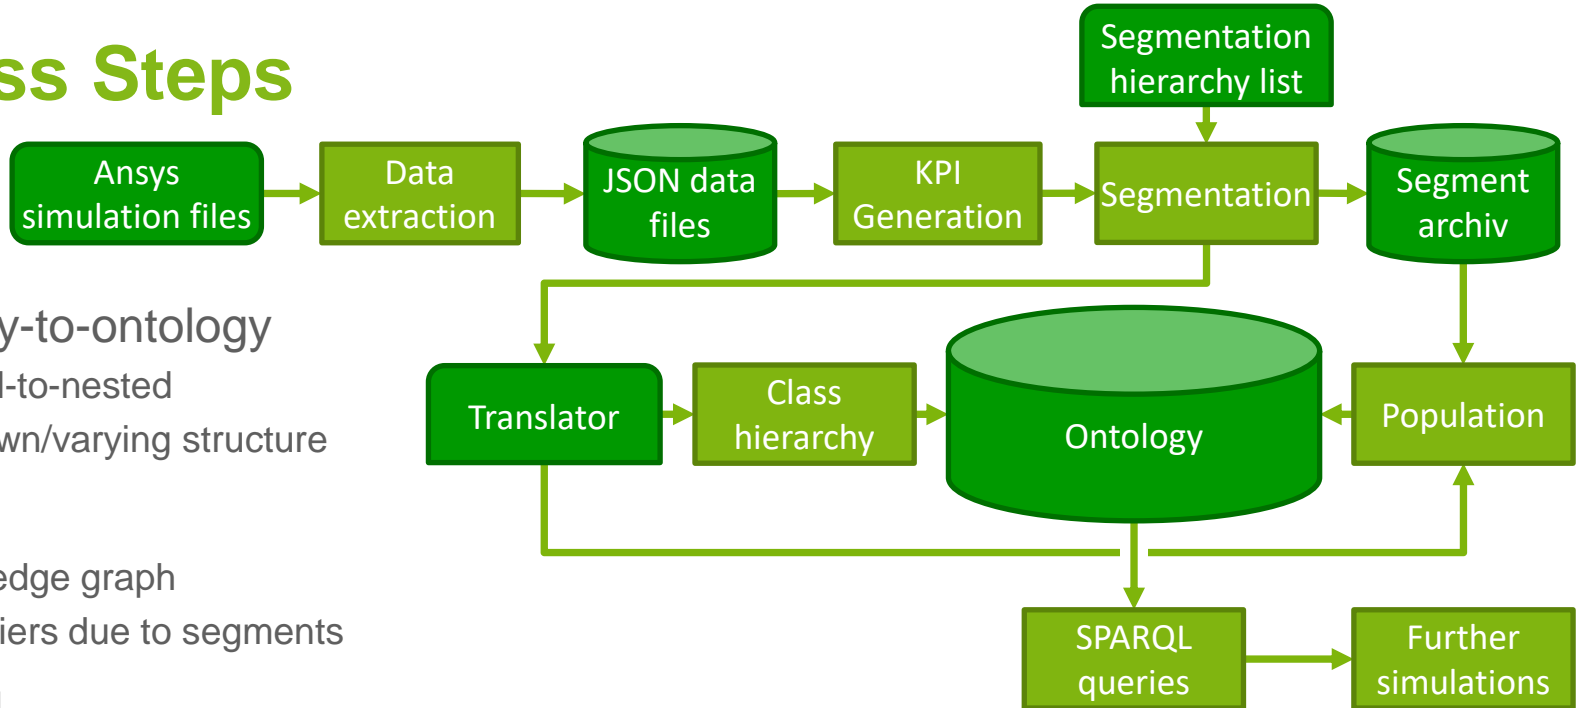 ss Steps
Segmentation
hierarchy list
Ansys
simulation files
Data
extraction
JSON data
files
KPI
Generation
Segmentation
Segment
archiv
y-to-ontology
l-to-nested
wn/varying structure
Translator
Class
hierarchy
Ontology
Population
edge graph
iers due to segments
SPARQL
queries
Further
simulations